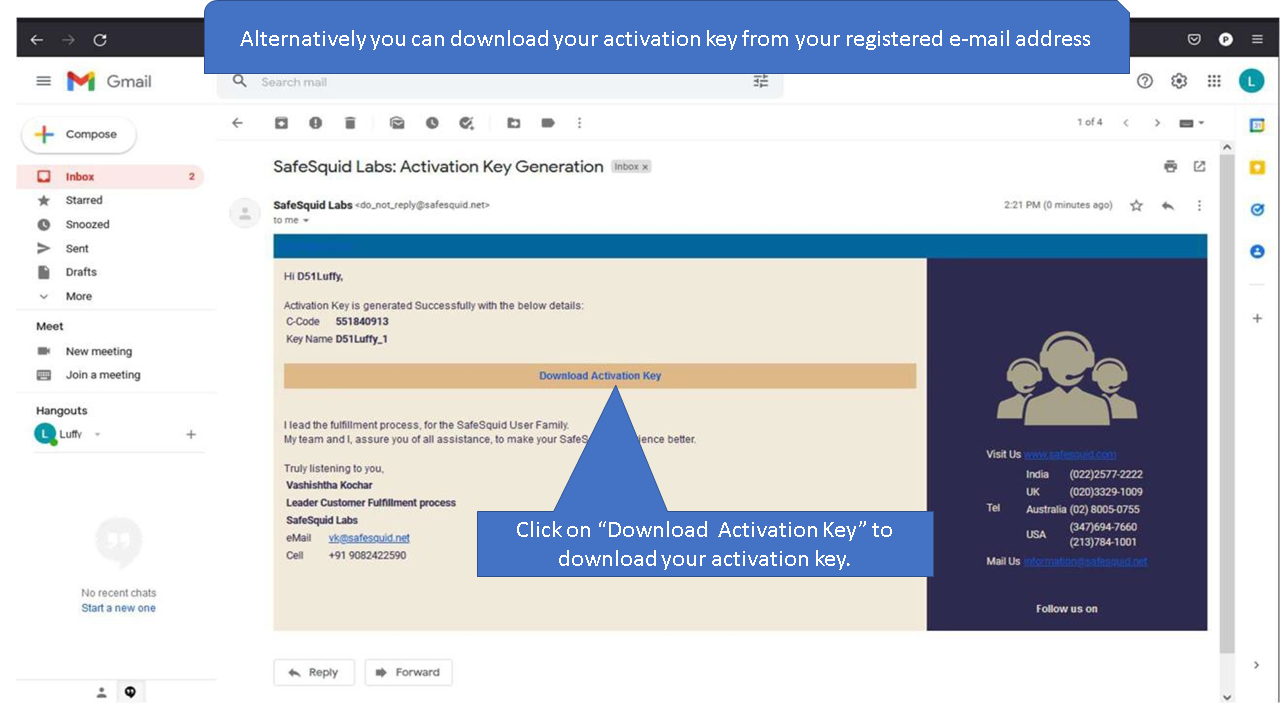 Alternatively you can download your activation key from your registered e-mail address
Gmail
Search mail
L
Compose
1 of 4
Inbox 2
Starred
Snoozed
Sent
Drafts
More
Meet
New meeting
Join a meeting
Hangouts
L Luffy
No recent chats
Start a new one
SafeSquid Labs: Activation Key Generation Inbox x
SafeSquid Labs <do_not_reply@safesquid.net> 2:21 PM (0 minutes ago)
to me
Hi D51Luffy,
Activation Key is generated Successfully with the below details:
C-Code 551840913
Key Name D51Luffy_1
Download Activation Key
I lead the fulfillment process, for the SafeSquid User Family.
My team and I, assure you of all assistance, to make your better.
Truly listening to you,
Vashishtha Kochar
Leader Customer Fulfillment process
SafeSquid Labs
eMail vk@safesquid.net
Cell +91 9082422590
Click on “Download Activation Key” to
download your activation key.
Visit Us www.safesquid.com
India (022)2577-2222
UK (020)3329-1009
Tel Australia (02) 8005-0755
USA (347)694-7660
(213)784-1001
Mail Us information@safesquid.net
Follow us on
Reply Forward